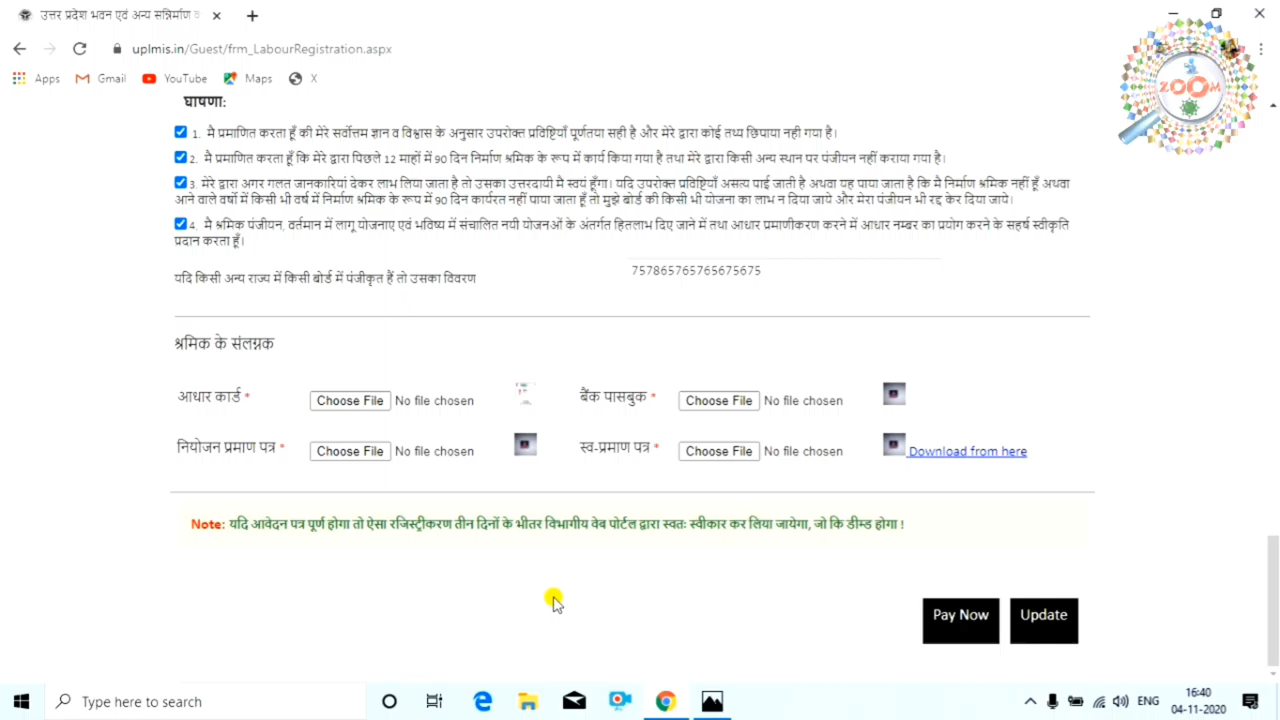 उत्तर प्रदेश भवन एवं अन्य सन्निर्माण व
uplmis.in/Guest/frm_LabourRegistration.aspx
Apps Gmail YouTube Maps X
ZOOM
घाषणा:
1. मै प्रमाणित करता हूँ की मेरे सर्वोत्तम ज्ञान व विश्वास के अनुसार उपरोक्त प्रविष्टियाँ पूर्णतया सही है और मेरे द्वारा कोई तथ्य छिपाया नही गया है।
2. मै प्रमाणित करता हूँ कि मेरे द्वारा पिछले 12 माहों में 90 दिन निर्माण श्रमिक के रूप में कार्य किया गया है तथा मेरे द्वारा किसी अन्य स्थान पर पंजीयन नहीं कराया गया है।
3. मेरे द्वारा अगर गलत जानकारियां देकर लाभ लिया जाता है तो उसका उत्तरदायी मै स्वयं हूँगा। यदि उपरोक्त प्रविष्टियाँ असत्य पाई जाती है अथवा यह पाया जाता है कि मै निर्माण श्रमिक नहीं हूँ अथवा
आने वाले वर्षो में किसी भी वर्ष में निर्माण श्रमिक के रूप में 90 दिन कार्यरत नहीं पाया जाता हूँ तो मुझे बोर्ड की किसी भी योजना का लाभ न दिया जाये और मेरा पंजीयन भी रद्द कर दिया जाये।
4. मै श्रमिक पंजीयन, वर्तमान में लागू योजनाए एवं भविष्य में संचालित नयी योजनओं के अंतर्गत हितलाभ दिए जाने में तथा आधार प्रमाणीकरण करने में आधार नम्बर का प्रयोग करने के सहर्ष स्वीकृति
प्रदान करता हूँ।
यदि किसी अन्य राज्य में किसी बोर्ड में पंजीकृत हैं तो उसका विवरण 757865765765675675
श्रमिक के संलग्नक
आधार कार्ड * Choose File No file chosen बैंक पासबुक * Choose File No file chosen
नियोजन प्रमाण पत्र * Choose File No file chosen स्व-प्रमाण पत्र * Choose File No file chosen Download from here
Note: यदि आवेदन पत्र पूर्ण होगा तो ऐसा रजिस्ट्रीकरण तीन दिनों के भीतर विभागीय वेब पोर्टल द्वारा स्वतः स्वीकार कर लिया जायेगा, जो कि डीम्ड होगा !
Pay Now Update
Type here to search ENG 16:40
04-11-2020